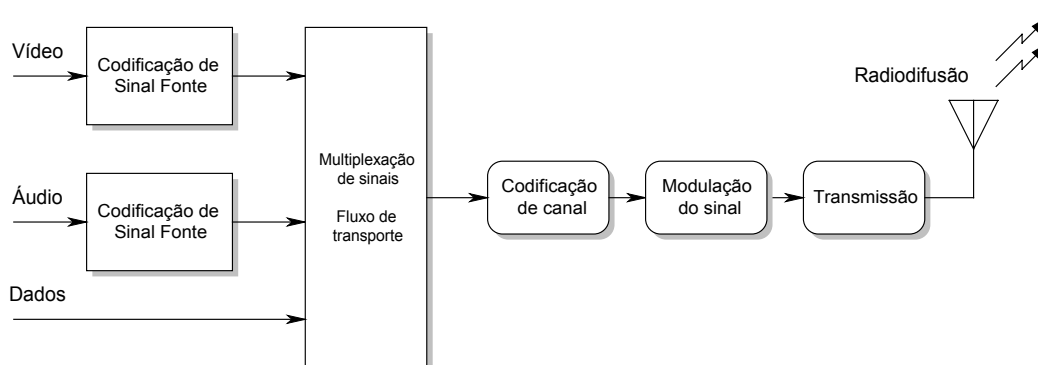 Vídeo
Codificação de
Sinal Fonte
Áudio
Codificação de
Sinal Fonte
Dados
Multiplexação
de sinais
Fluxo de
transporte
Codificação
de canal
Modulação
do sinal
Transmissão
Radiodifusão